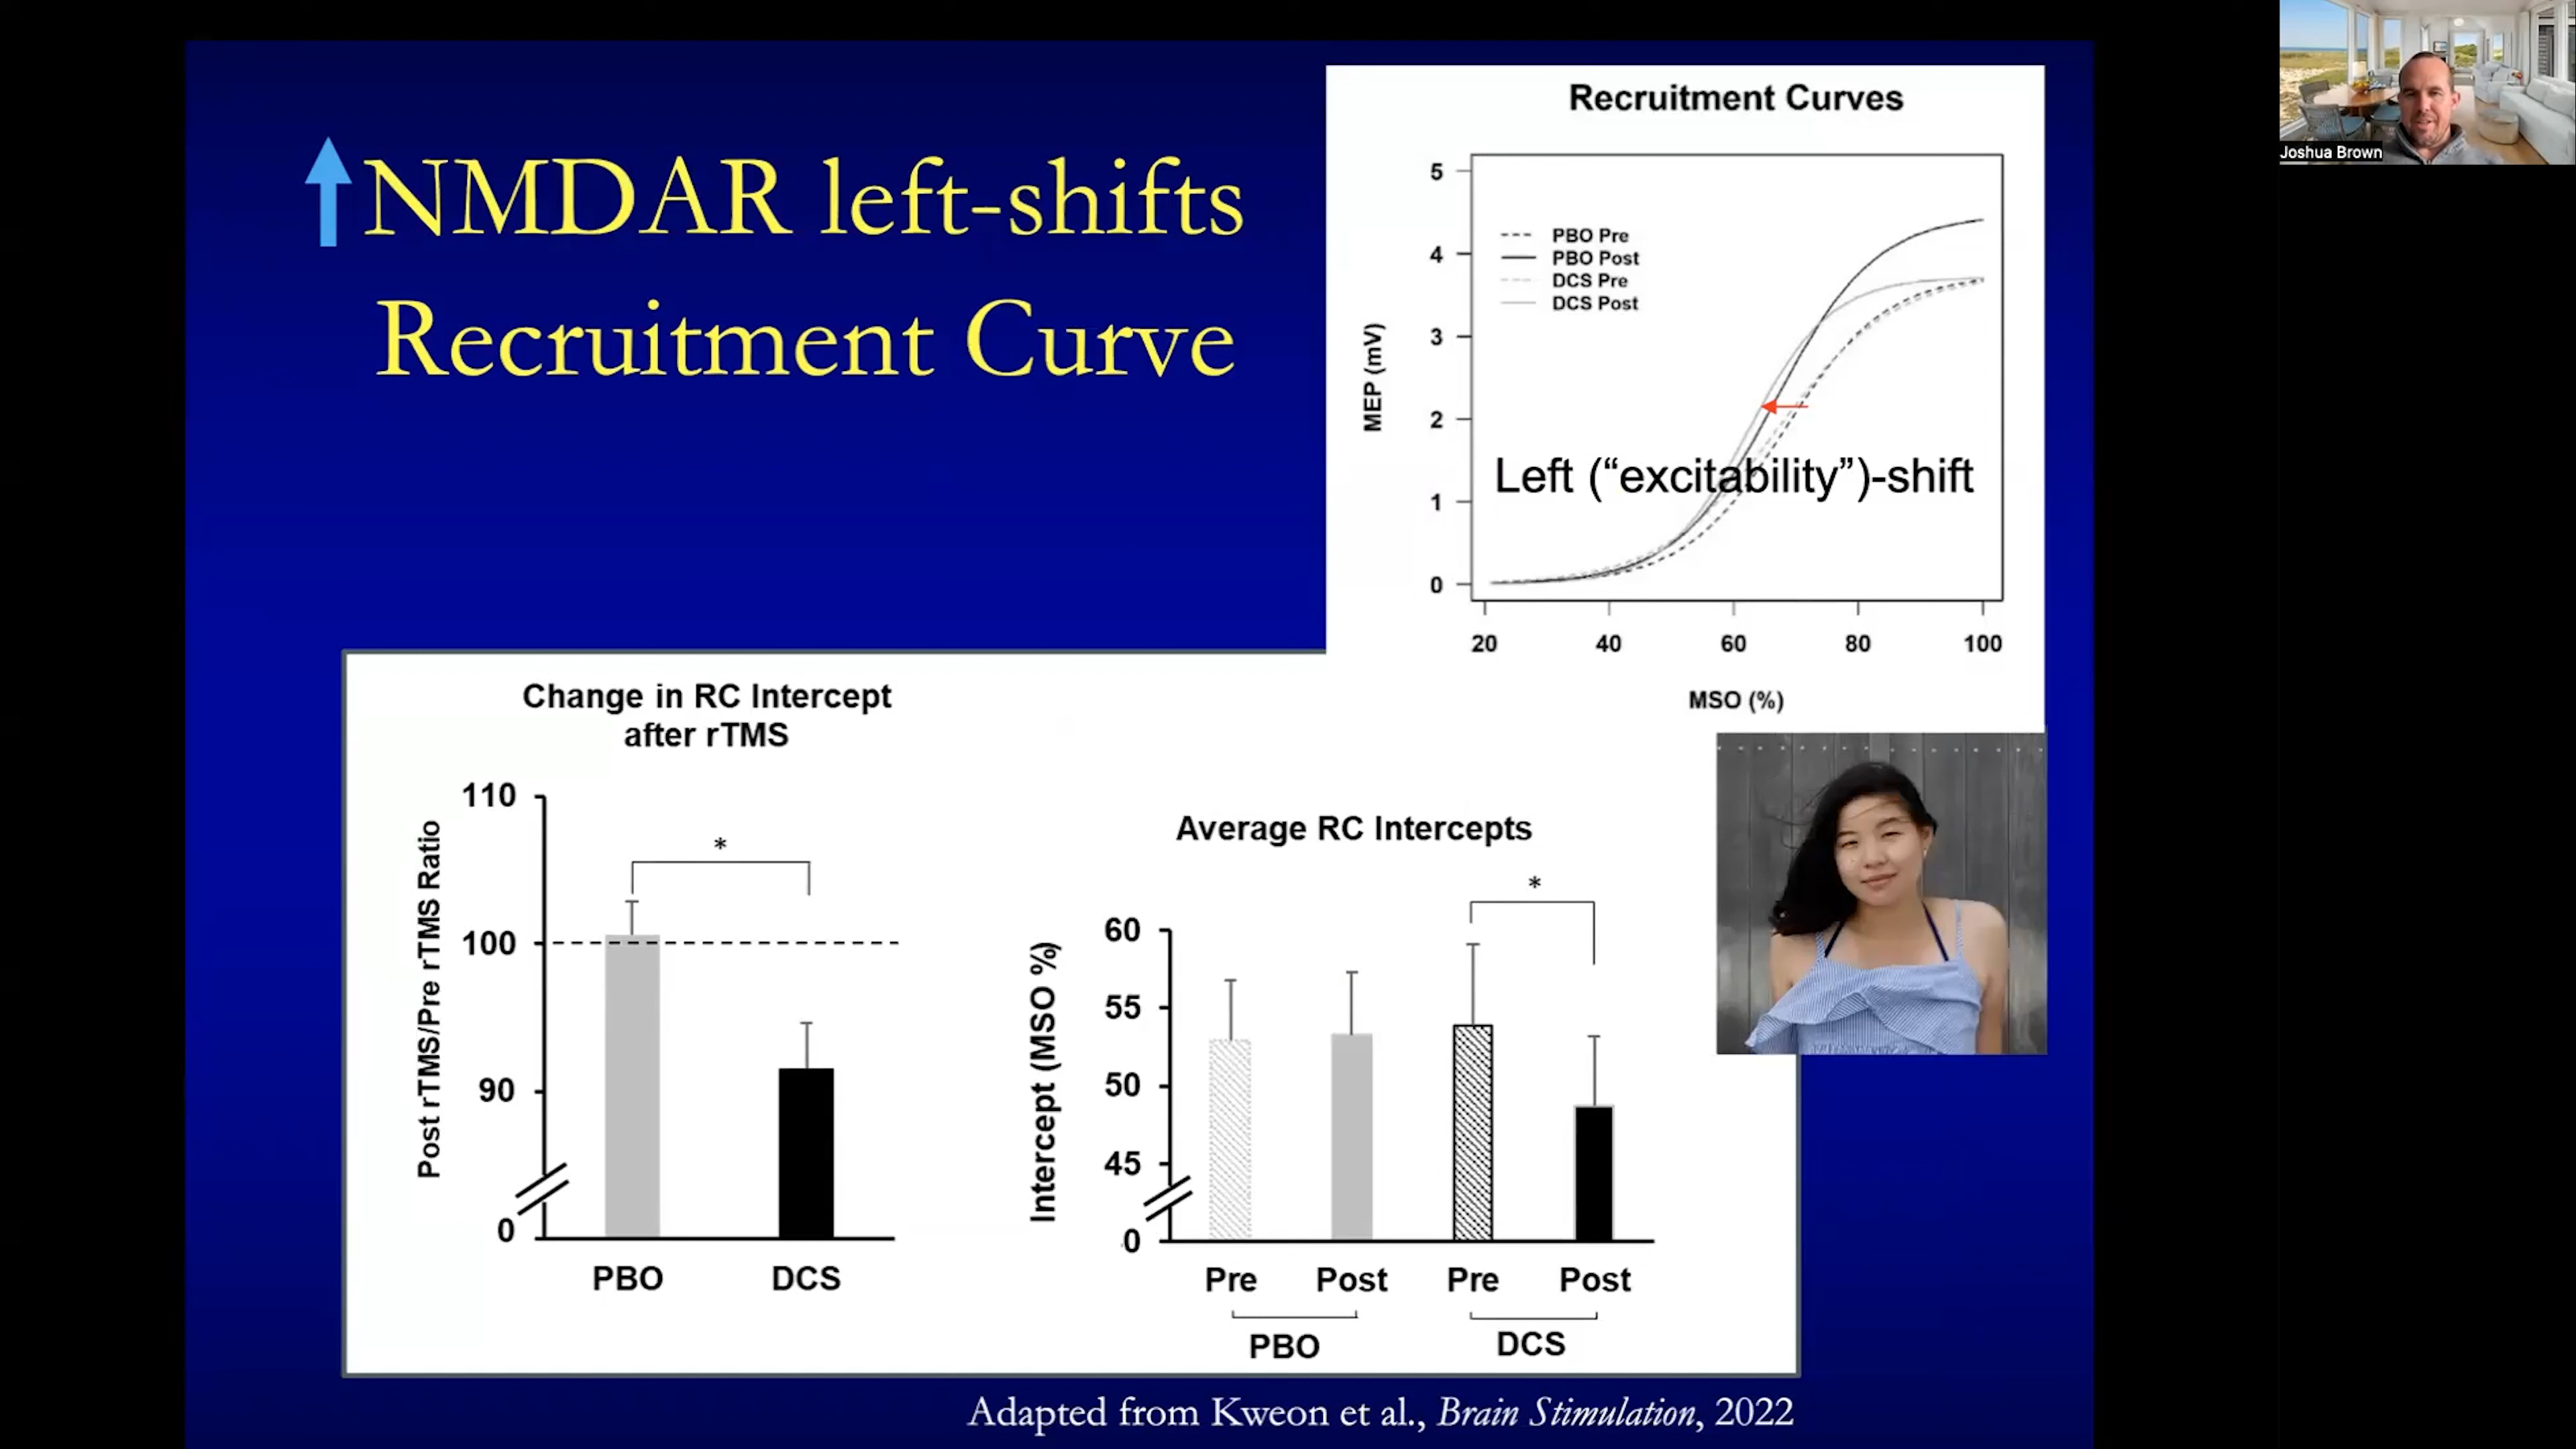 NMDAR left-shifts
Recruitment Curve
Recruitment Curves
5
4
3
2
1
0
MEP (mV)
PBO Pre
PBO Post
DCS Pre
DCS Post
Left (“excitability”)-shift
20 40 60 80 100
MSO (%)
Joshua Brown
Change in RC Intercept
after rTMS
Post rTMS/Pre rTMS Ratio
110
100
90
0
*
PBO DCS
Average RC Intercepts
Intercept (MSO %)
60
55
50
45
0
*
Pre Post Pre Post
PBO DCS
Adapted from Kweon et al., Brain Stimulation, 2022